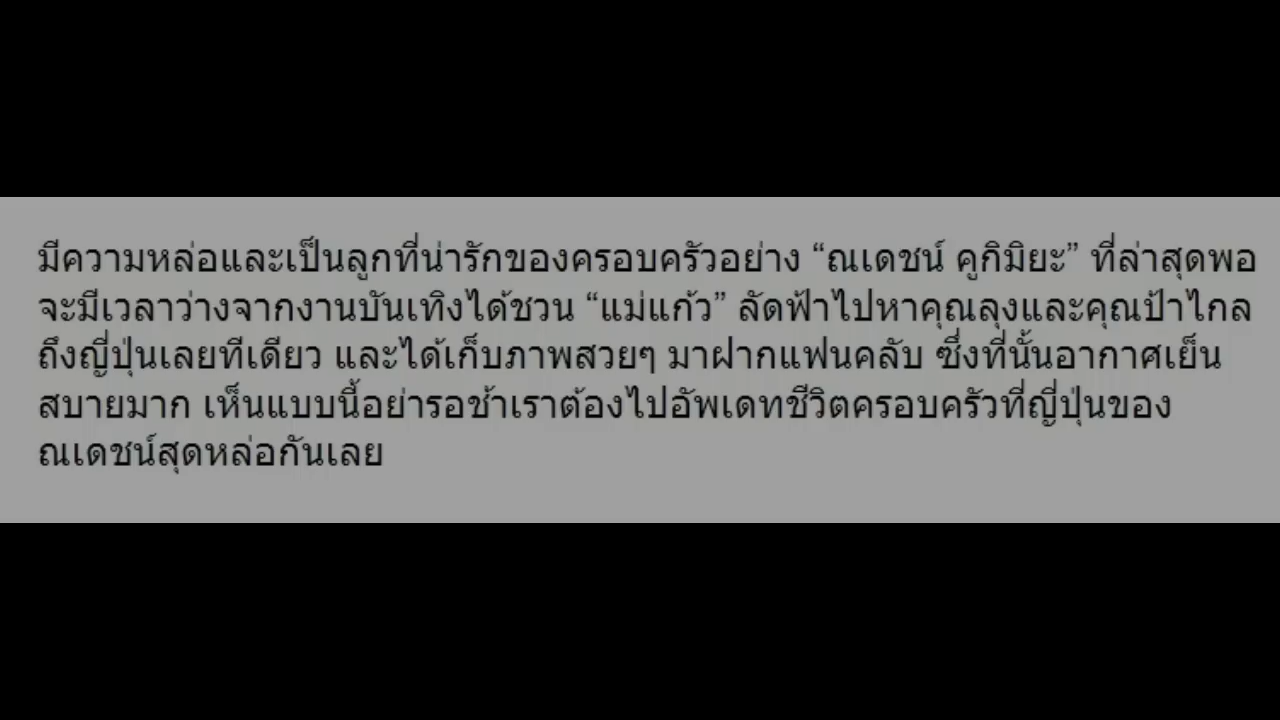 มีความหล่อและเป็นลูกที่น่ารักของครอบครัวอย่าง “ณเดชน์ คูกิมิยะ” ที่ล่าสุดพอ
จะมีเวลาว่างจากงานบันเทิงได้ชวน “แม่แก้ว” ลัดฟ้าไปหาคุณลุงและคุณป้าไกล
ถึงญี่ปุ่นเลยทีเดียว และได้เก็บภาพสวยๆ มาฝากแฟนคลับ ซึ่งที่นั้นอากาศเย็น
สบายมาก เห็นแบบนี้อย่ารอช้าเราต้องไปอัพเดทชีวิตครอบครัวที่ญี่ปุ่นของ
ณเดชน์สุดหล่อกันเลย